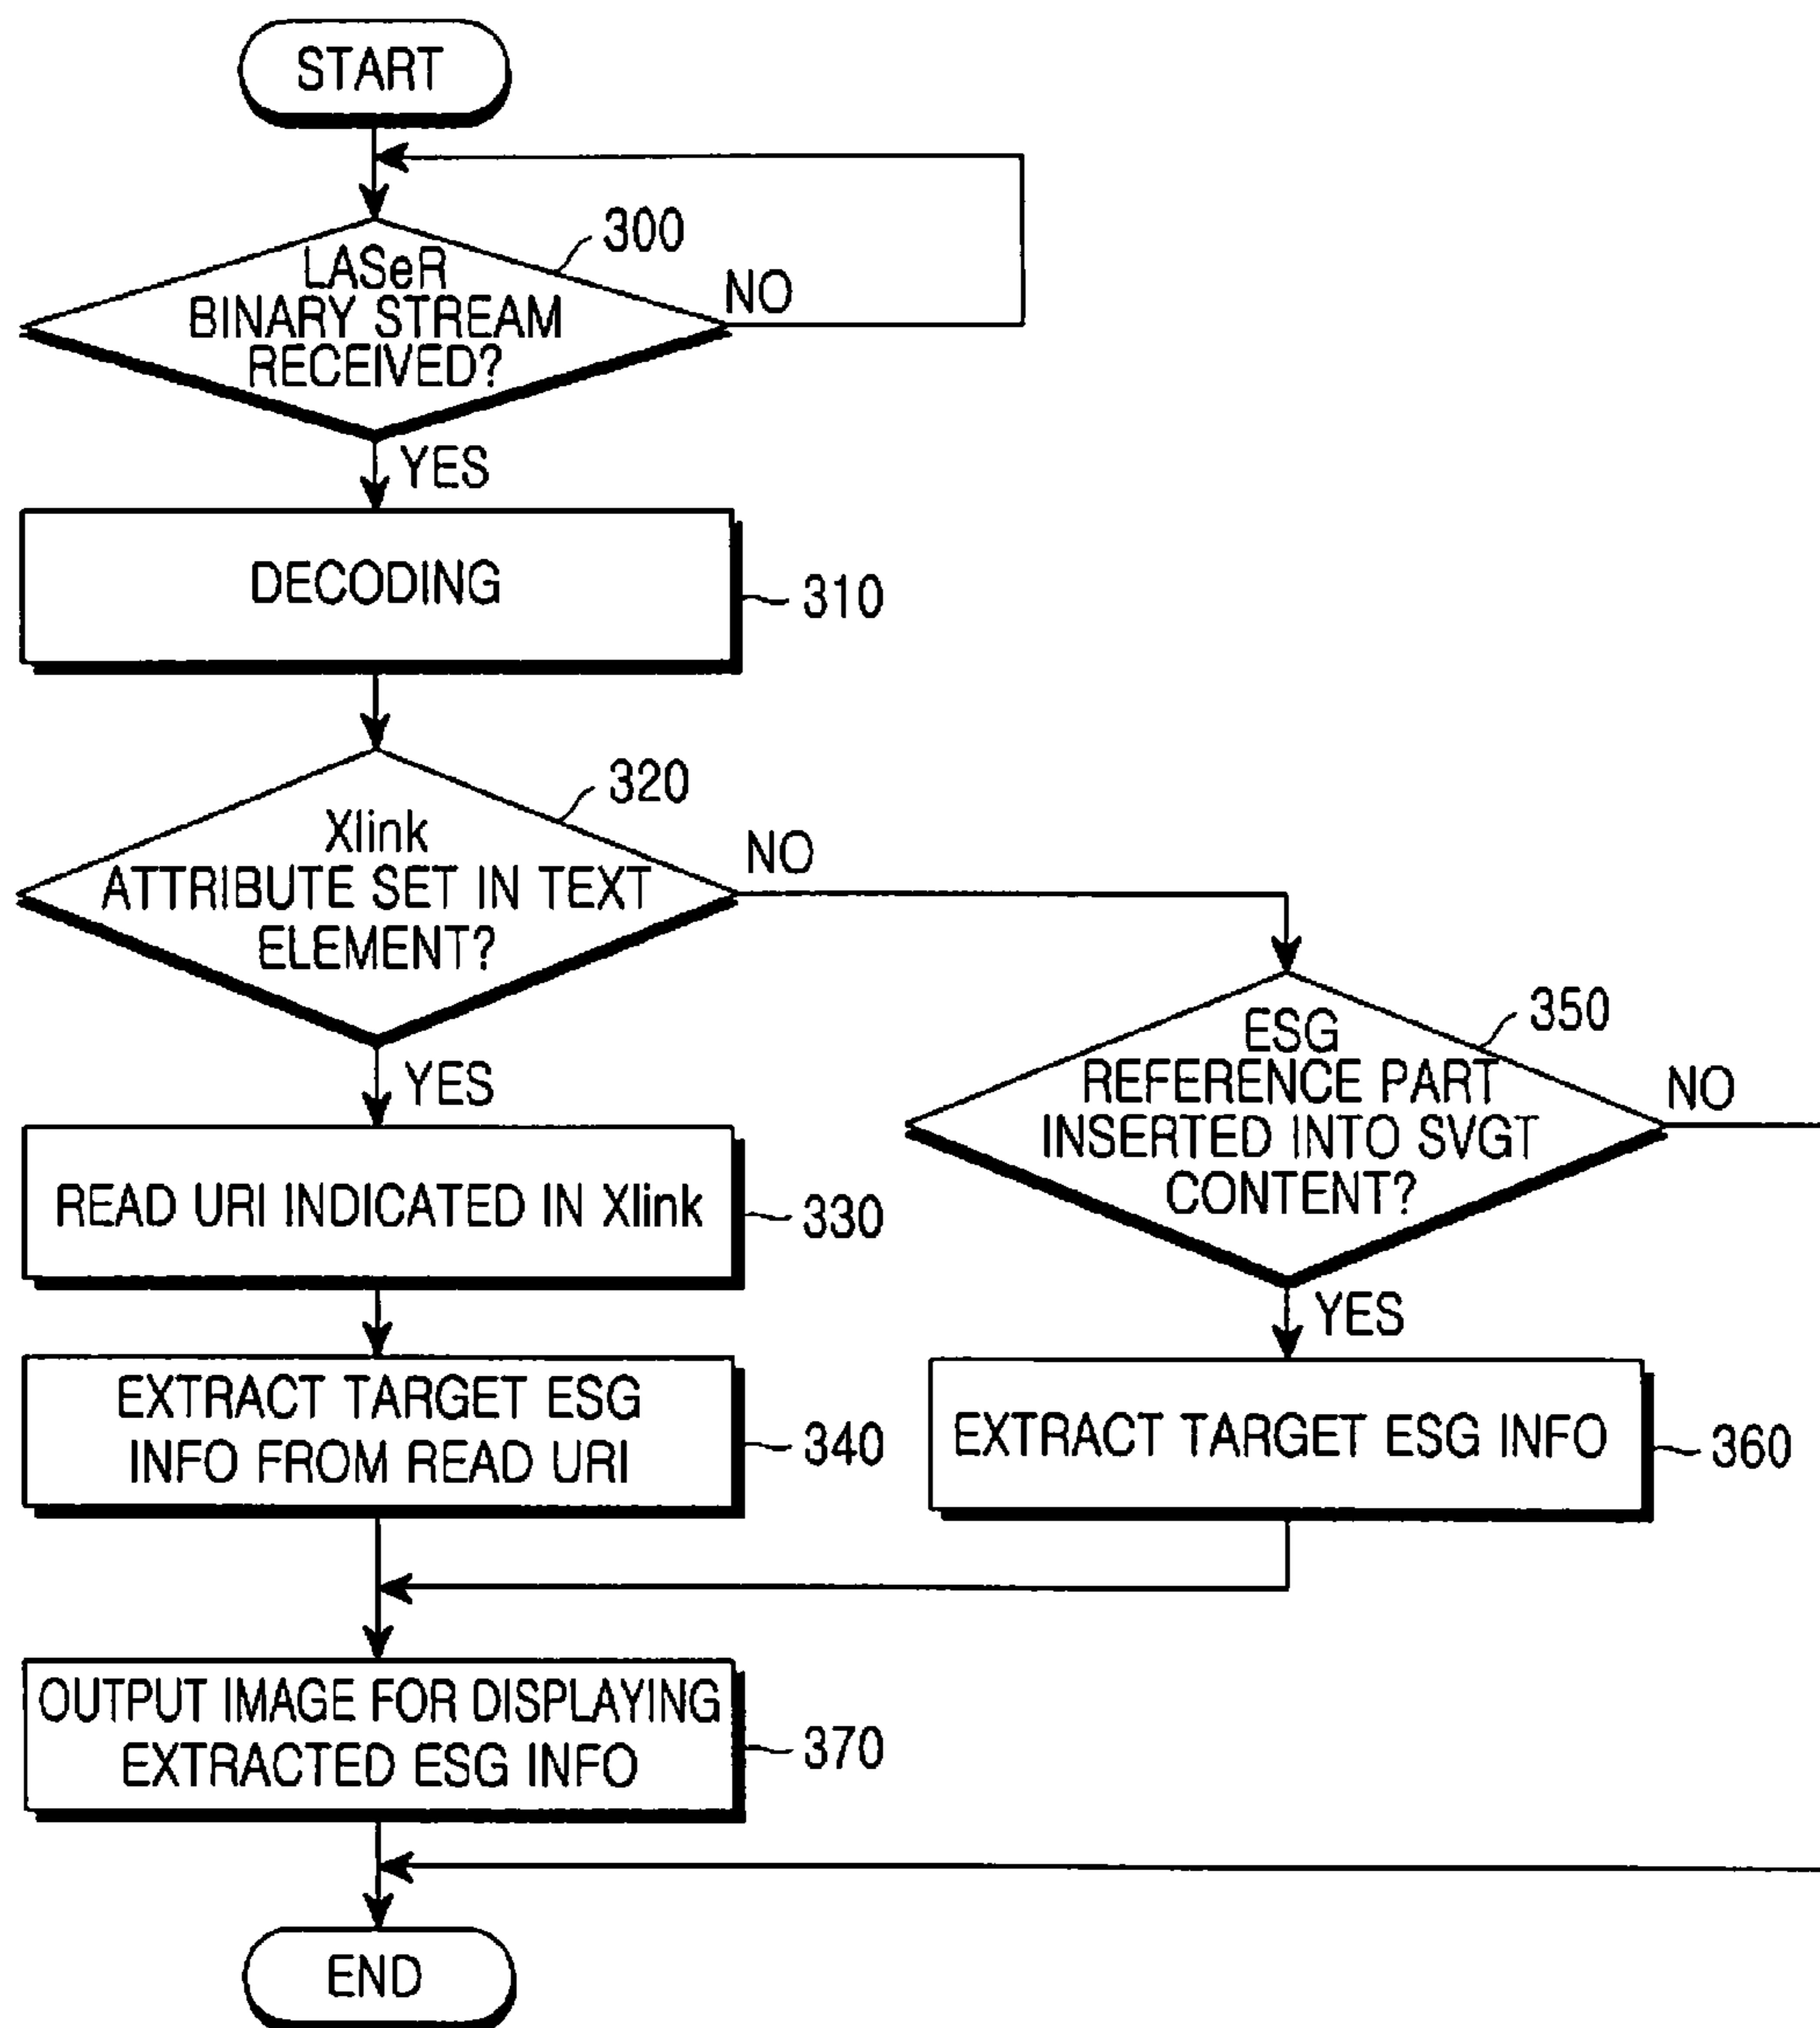 START
300
LASeR
BINARY STREAM
RECEIVED?
NO
YES
DECODING
310
320
Xlink
ATTRIBUTE SET IN TEXT
ELEMENT?
NO
YES
350
ESG
REFERENCE PART
INSERTED INTO SVGT
CONTENT?
NO
YES
READ URI INDICATED IN Xlink
330
EXTRACT TARGET ESG
INFO FROM READ URI
340
EXTRACT TARGET ESG INFO
360
OUTPUT IMAGE FOR DISPLAYING
EXTRACTED ESG INFO
370
END